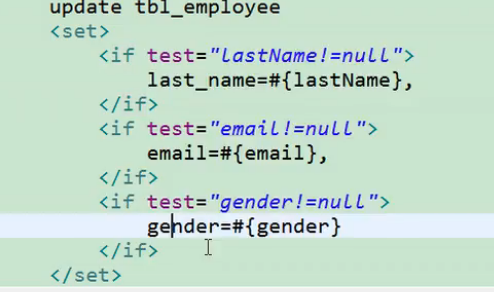 update tbl_employee
<set>
<if test="lastName!=null">
last_name=#{lastName},
</if>
<if test="email!=null">
email=#{email},
</if>
<if test="gender!=null">
gender=#{gender}
</if>
</set>